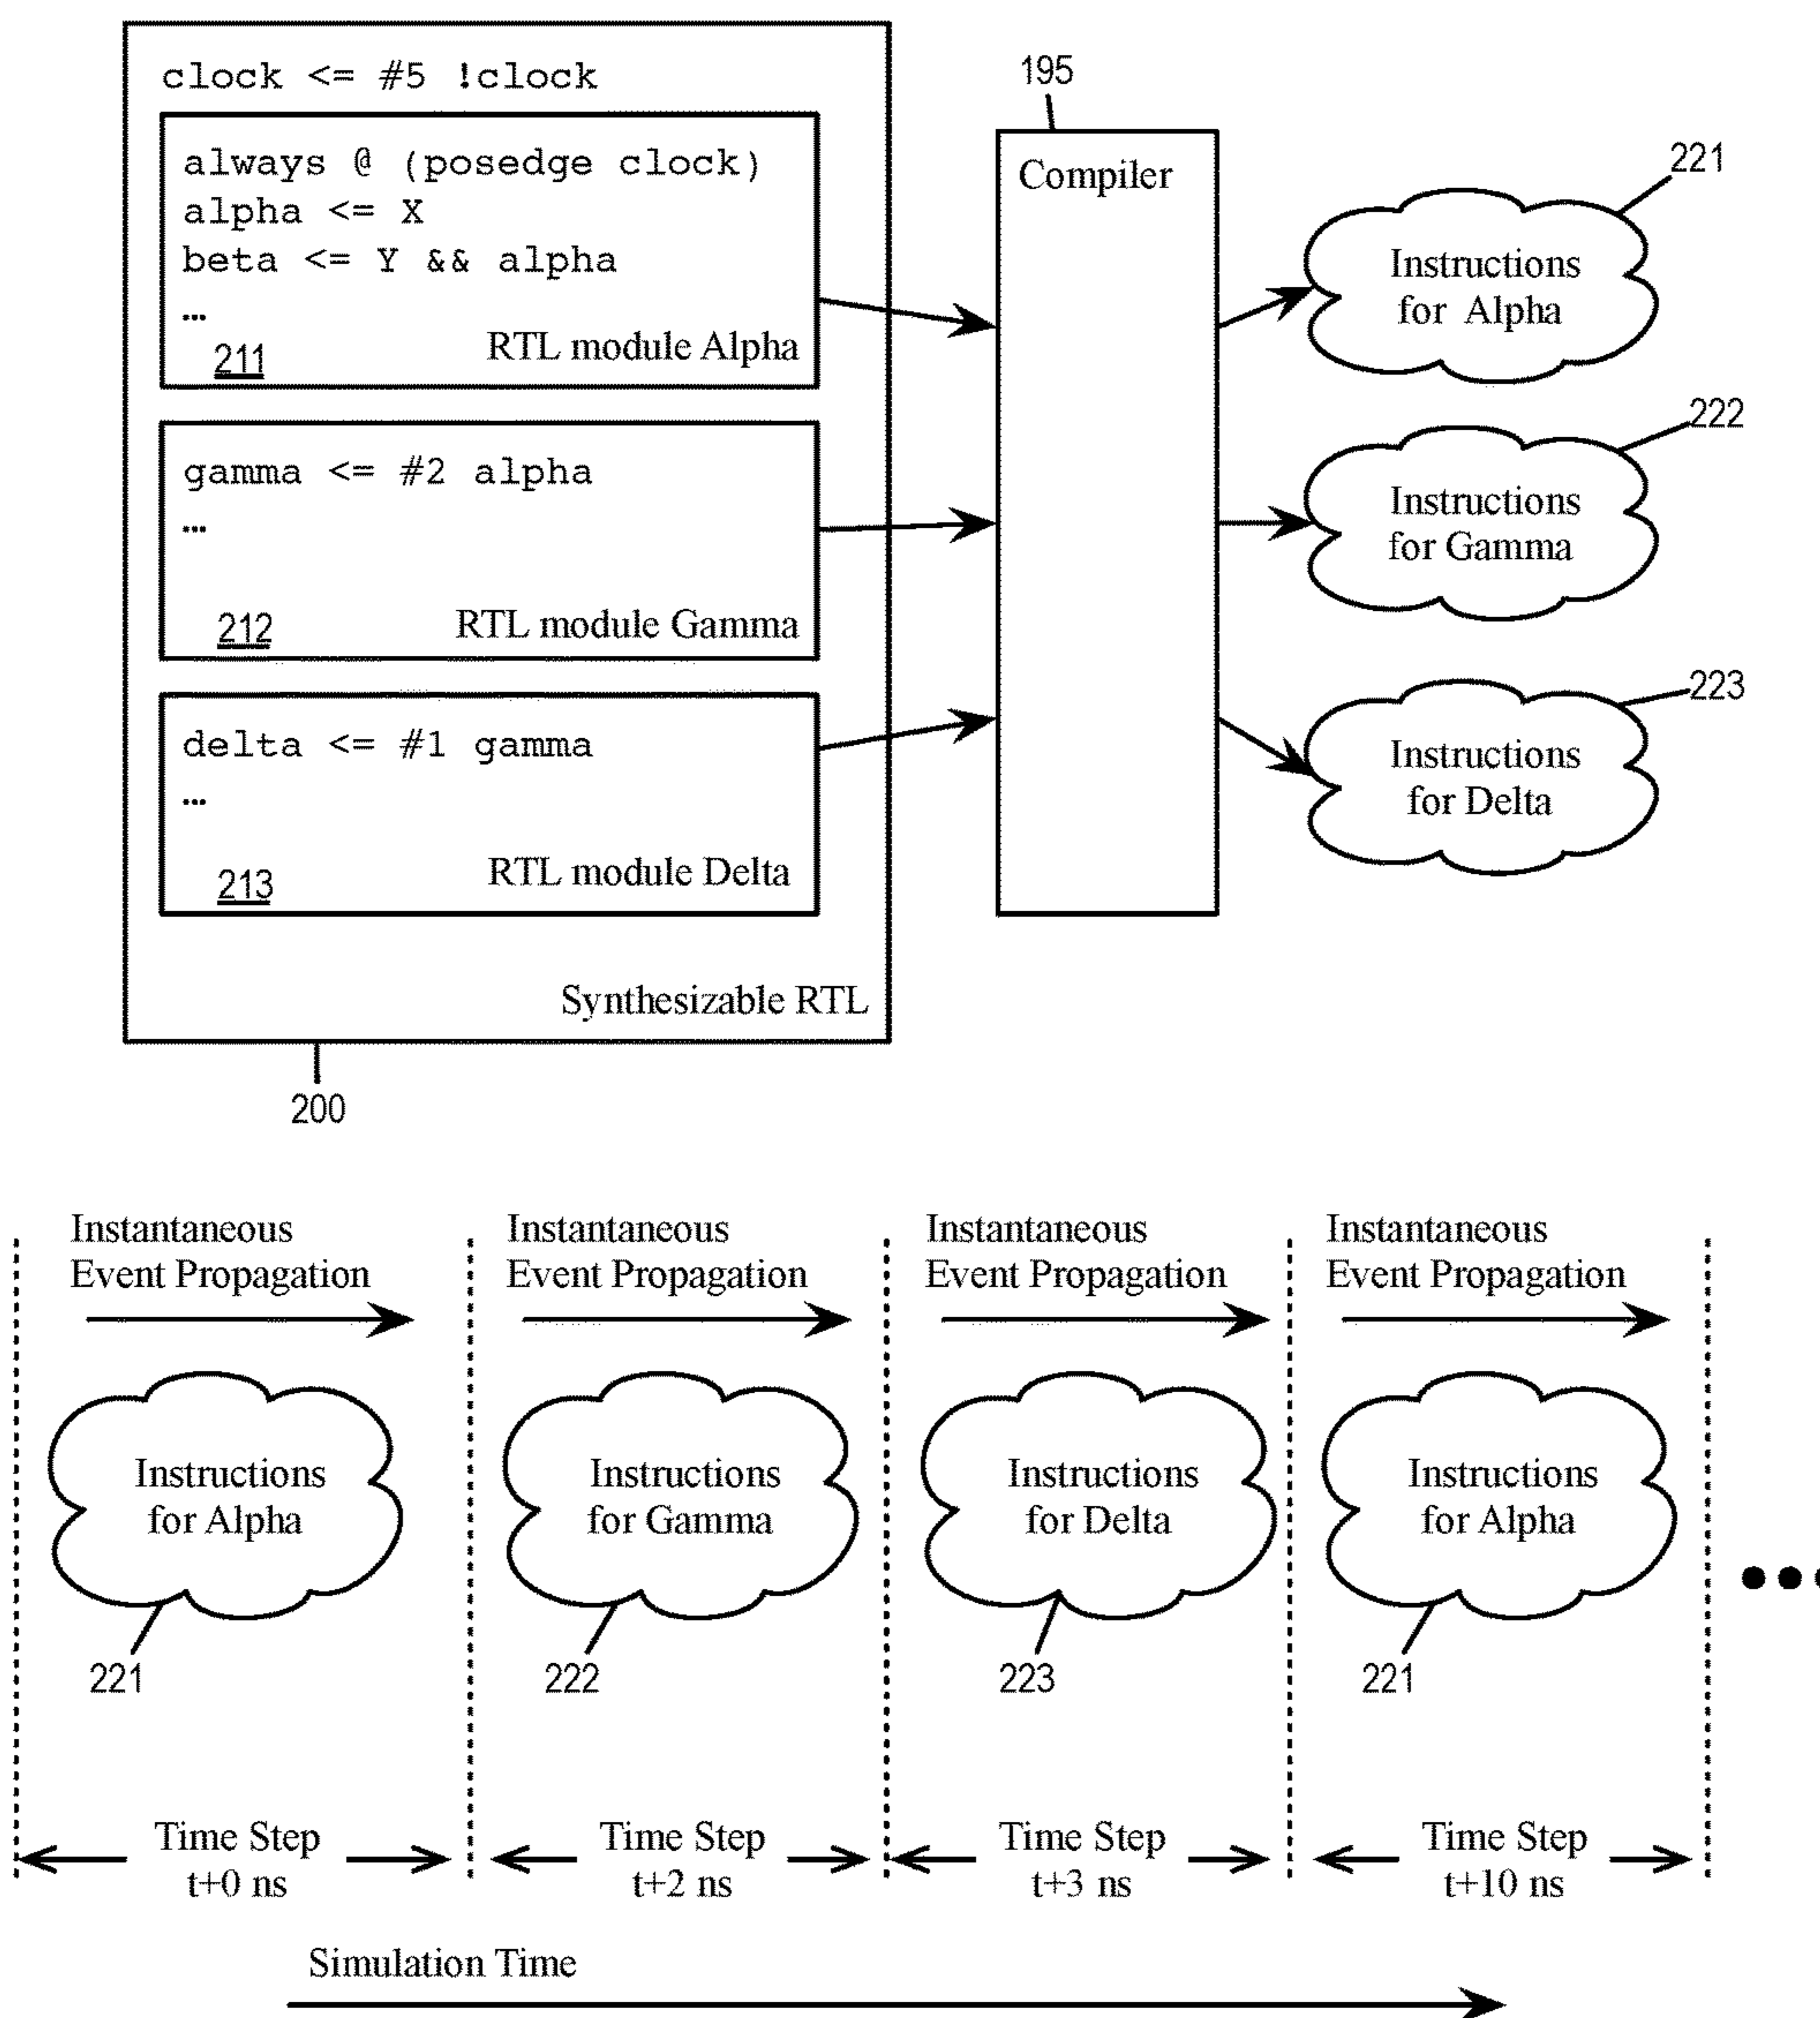 clock <= #5 !clock
always @ (posedge clock)
alpha <= X
beta <= Y && alpha
...
211
RTL module Alpha
gamma <= #2 alpha
...
212
RTL module Gamma
delta <= #1 gamma
...
213
RTL module Delta
Synthesizable RTL
200
195
Compiler
221
Instructions
for Alpha
222
Instructions
for Gamma
223
Instructions
for Delta
Instantaneous
Event Propagation
Instantaneous
Event Propagation
Instantaneous
Event Propagation
Instantaneous
Event Propagation
Instructions
for Alpha
Instructions
for Gamma
Instructions
for Delta
Instructions
for Alpha
221
222
223
221
Time Step
t+0 ns
Time Step
t+2 ns
Time Step
t+3 ns
Time Step
t+10 ns
Simulation Time